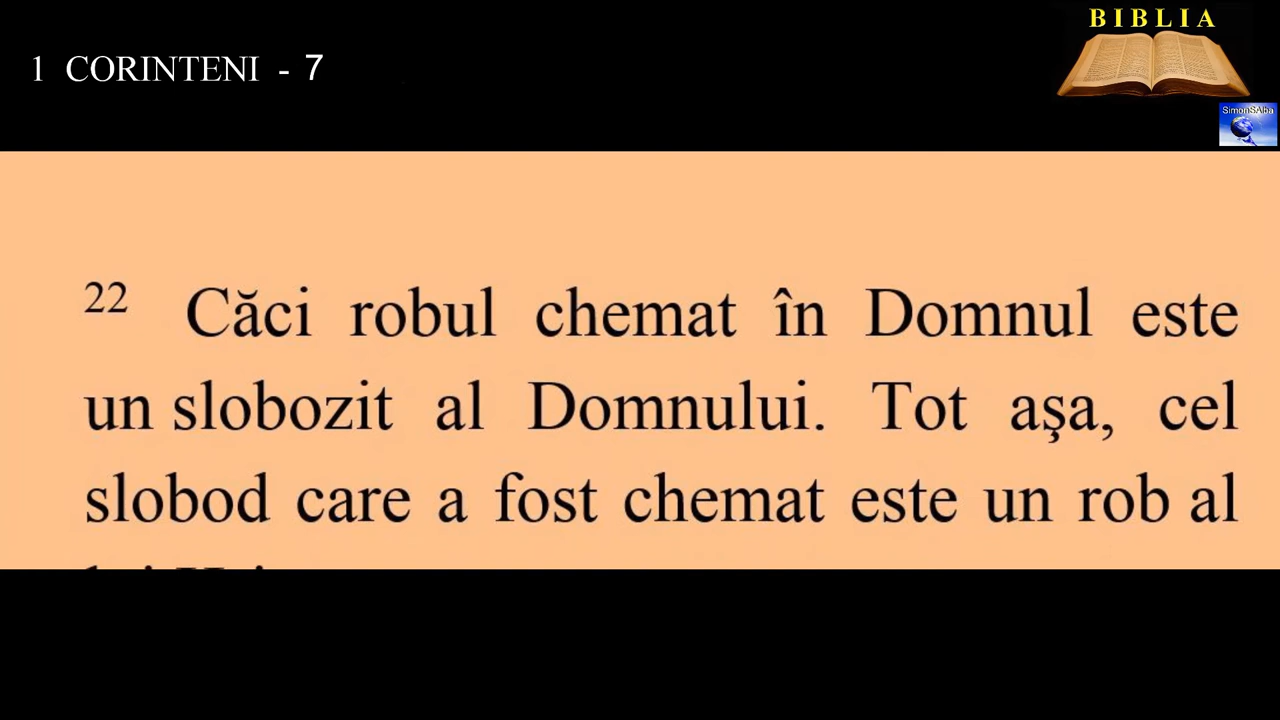 BIBLIA
1 CORINTENI - 7
SimonSAlba
22 Căci robul chemat în Domnul este
un slobozit al Domnului. Tot aşa, cel
slobod care a fost chemat este un rob al